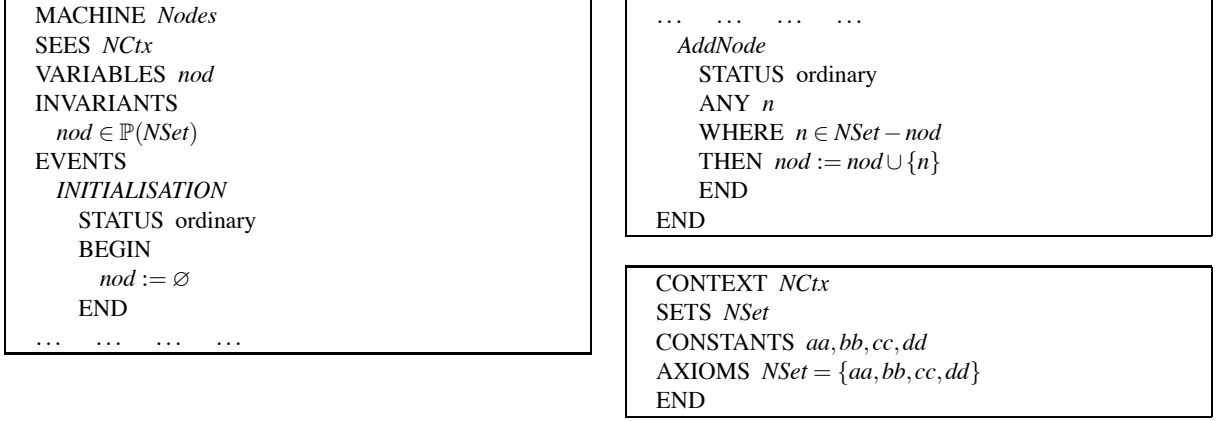 MACHINE Nodes
SEES NCtx
VARIABLES nod
INVARIANTS
nod ∈ ℙ(NSet)
EVENTS
INITIALISATION
STATUS ordinary
BEGIN
nod := ∅
END
… … … …
… … … …
AddNode
STATUS ordinary
ANY n
WHERE n ∈ NSet − nod
THEN nod := nod ∪ {n}
END
END
CONTEXT NCtx
SETS NSet
CONSTANTS aa, bb, cc, dd
AXIOMS NSet = {aa, bb, cc, dd}
END